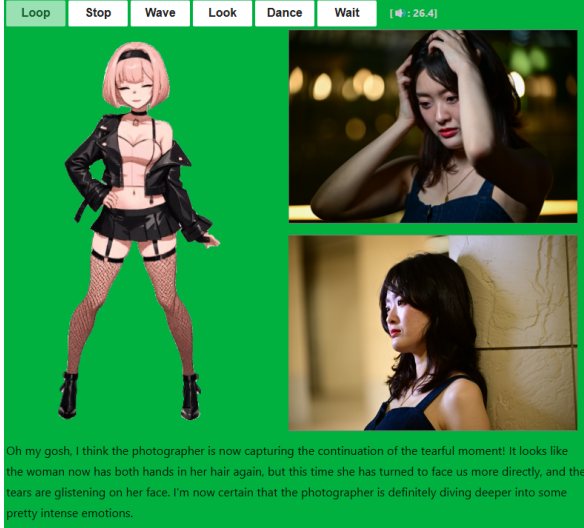 Loop Stop Wave Look Dance Wait [🔊: 26.4]
Oh my gosh, I think the photographer is now capturing the continuation of the tearful moment! It looks like
the woman now has both hands in her hair again, but this time she has turned to face us more directly, and the
tears are glistening on her face. I'm now certain that the photographer is definitely diving deeper into some
pretty intense emotions.